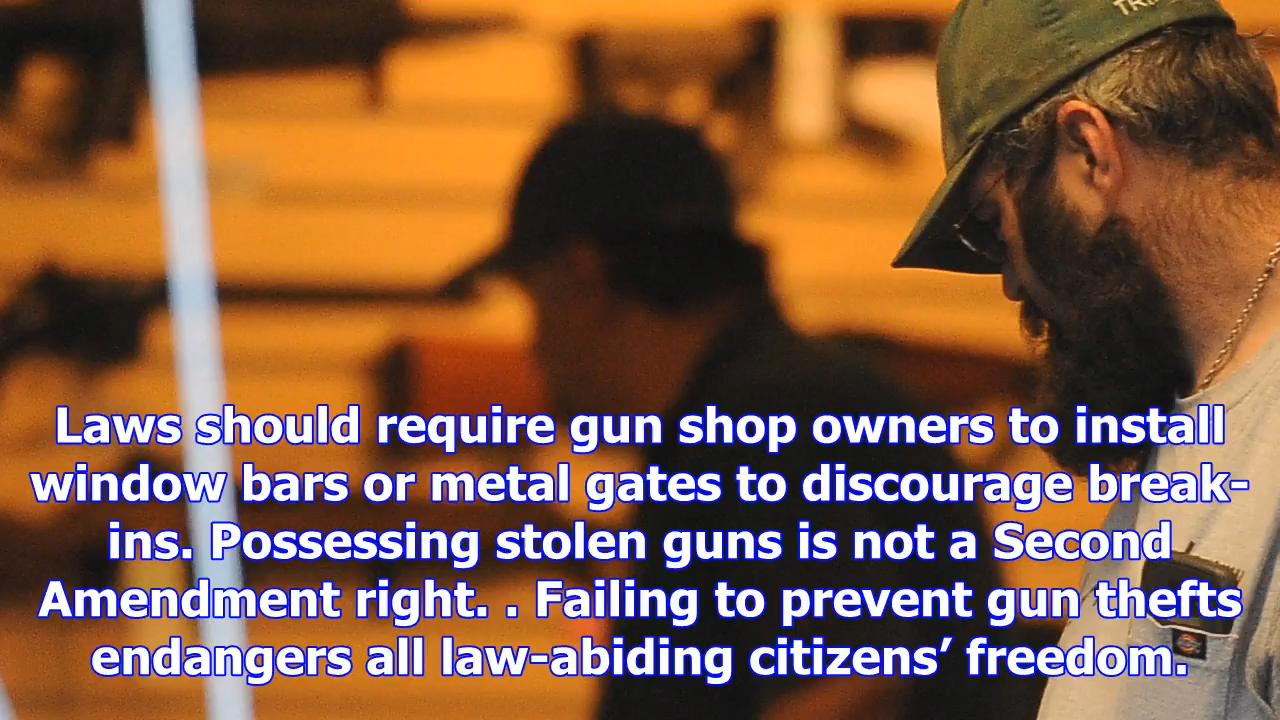 Laws should require gun shop owners to install
window bars or metal gates to discourage break-
ins. Possessing stolen guns is not a Second
Amendment right. . Failing to prevent gun thefts
endangers all law-abiding citizens’ freedom.